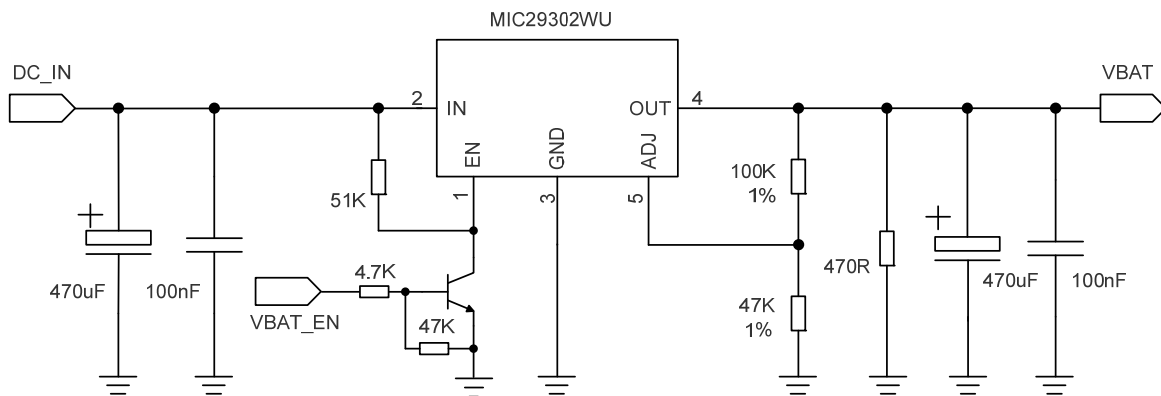 MIC29302WU
DC_IN
VBAT
2
IN
OUT
4
EN
GND
ADJ
1
3
5
51K
100K
1%
470uF
100nF
4.7K
VBAT_EN
47K
470R
47K
1%
470uF
100nF